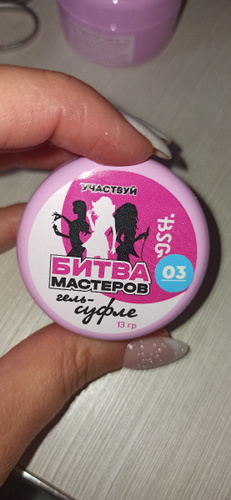 УЧАСТВУЙ
BSG
03
БИТВА
МАСТЕРОВ
гель-
суфле
13 гр